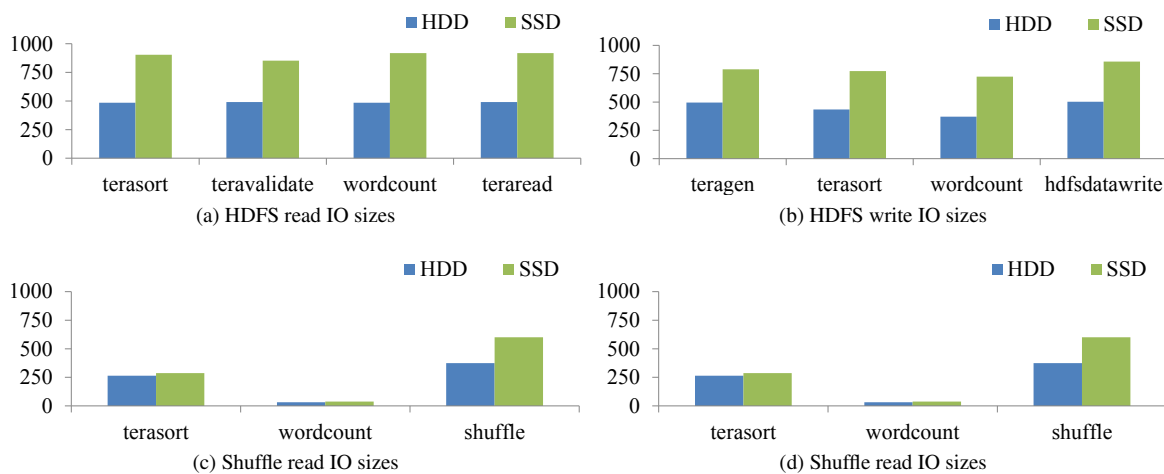 HDD SSD
1000
750
500
250
0
terasort teravalidate wordcount teraread
(a) HDFS read IO sizes
HDD SSD
1000
750
500
250
0
teragen terasort wordcount hdfsdatawrite
(b) HDFS write IO sizes
HDD SSD
1000
750
500
250
0
terasort wordcount shuffle
(c) Shuffle read IO sizes
HDD SSD
1000
750
500
250
0
terasort wordcount shuffle
(d) Shuffle read IO sizes